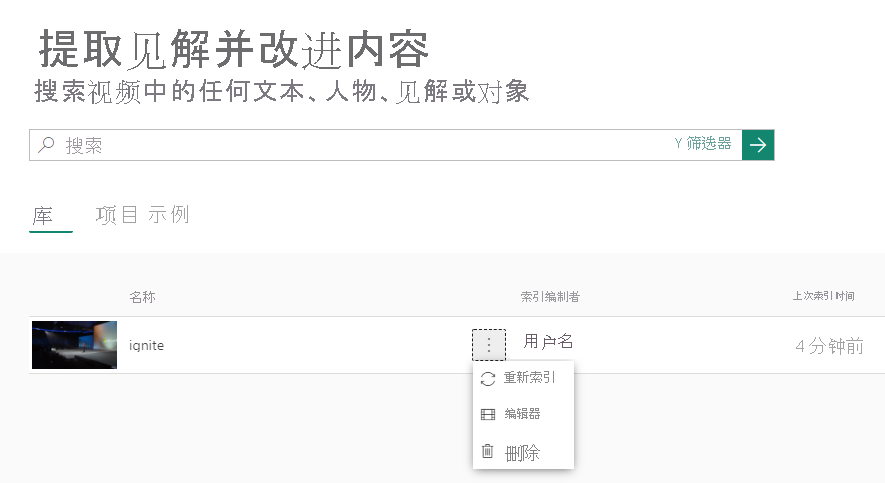 提取见解并改进内容
搜索视频中的任何文本、人物、见解或对象
搜索 Y 筛选器
库 项目 示例
名称 索引编制者 上次索引时间
ignite 用户名 4 分钟前
重新索引
编辑器
删除